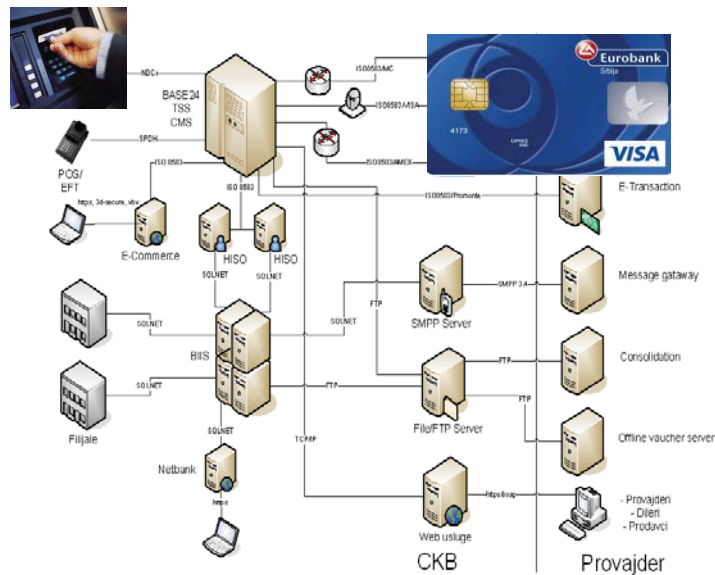 NDC+
ISO8583/MC
BASE24
TSS
CMS
ISO8583/VISA
Eurobank
Srbija
4173
VISA
SPDH
POS/
EFT
ISO 8583
ISO 8583
ISO8583/AMEX
https, 3d-secure, vbv
ISO8583/Promonte
E-Transaction
E-Commerce
HISO
HISO
SQLNET
SQLNET
FTP
SMPP 3.4
Message gataway
SMPP Server
SQLNET
SQLNET
BIIS
SQLNET
FTP
FTP
Consolidation
FTP
Filijale
File/FTP Server
SQLNET
TCP/IP
Offline vaucher server
Netbank
https
https/soap
- Provajderi
- Dileri
- Prodavci
Web usluge
CKB
Provajder